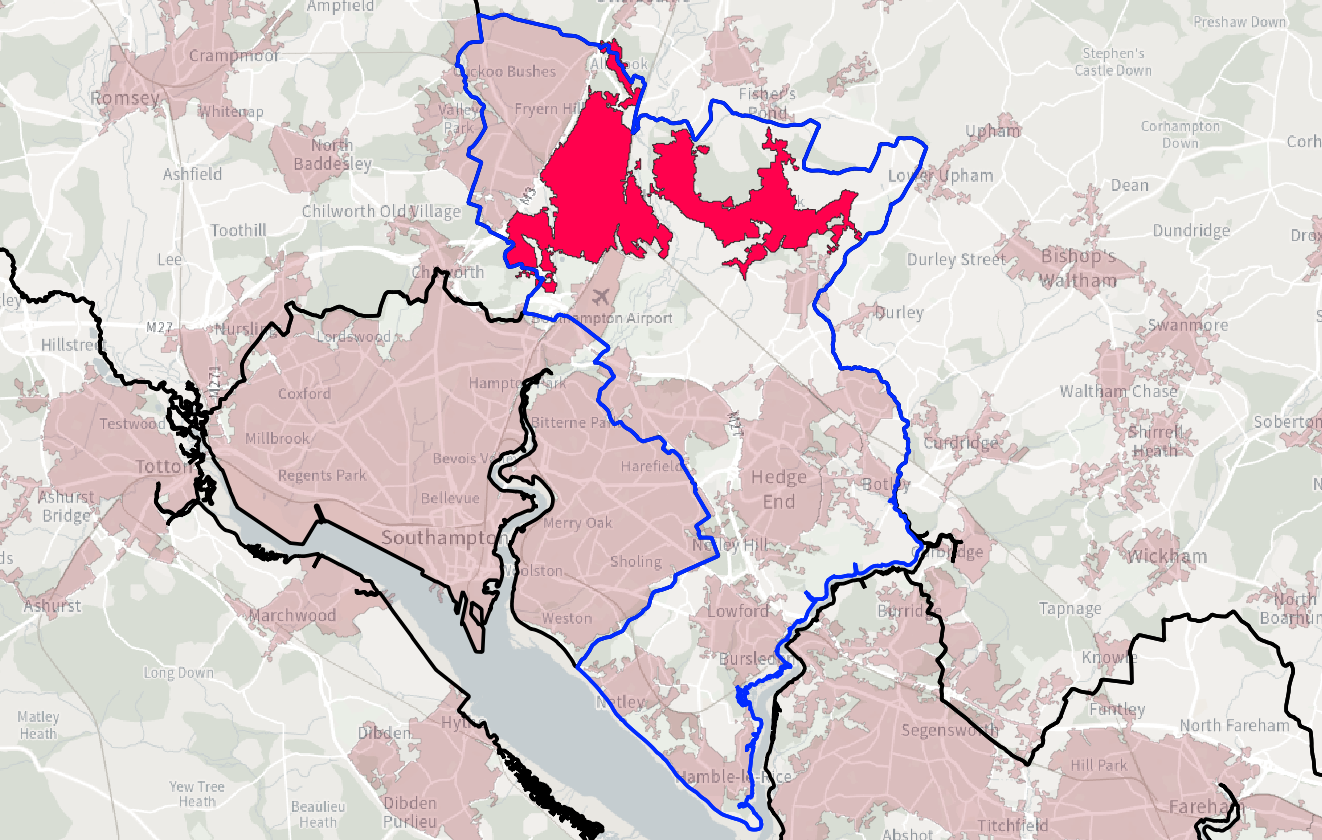 Ampfield
Preshaw Down
Crampmoor
Stephen's
Castle Down
Cuckoo Bushes
Romsey
Whitenap
Valley
Park
Fryern Hill
Fisher's
Pond
Upham
Corhampton
Down
North
Baddesley
Ashfield
Lower Upham
Dean
M3
Chilworth Old Village
Toothill
Dundridge
Lee
Chilworth
Durley Street
Bishop's
Waltham
M27
Nursling
Lordswood
Southampton Airport
Durley
Swanmore
M271
Hampton Park
Coxford
Waltham Chase
Testwood
Millbrook
Bitterne Park
M27
Shirrell
Heath
Curdridge
Totton
Regents Park
Harefield
Hedge
End
Botley
Ashurst
Bridge
Bellevue
Merry Oak
Southampton
Netley Hill
Wickham
Sholing
Woolston
Ashurst
Marchwood
Weston
Lowford
Burridge
Tapnage
North
Bursledon
Knowle
Long Down
Netley
Funtley
Matley
Heath
Dibden
Segensworth
North Fareham
Hill Park
Hamble-le-Rice
Yew Tree
Heath
Beaulieu
Heath
Dibden
Purlieu
Fareham
Titchfield
Abshot